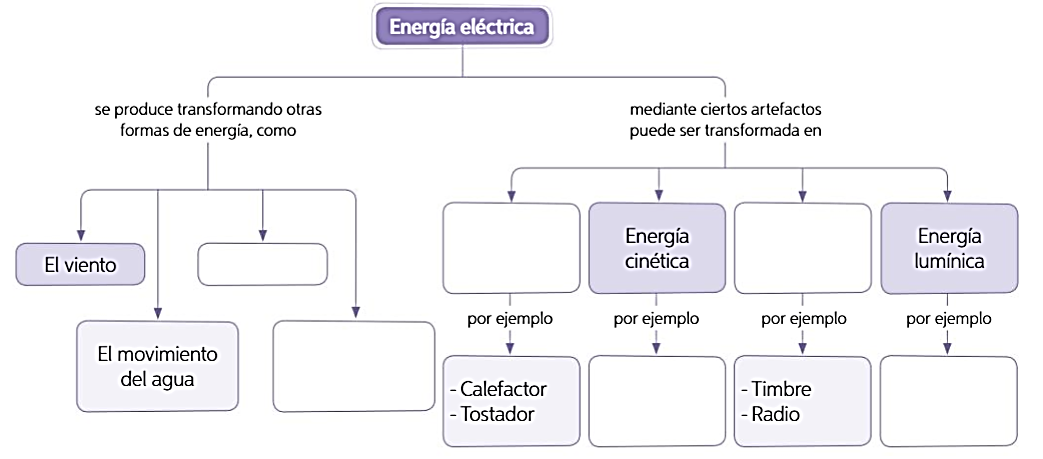 Energía eléctrica
se produce transformando otras
formas de energía, como
mediante ciertos artefactos
puede ser transformada en
El viento
El movimiento
del agua
Energía
cinética
Energía
lumínica
por ejemplo
por ejemplo
por ejemplo
por ejemplo
- Calefactor
- Tostador
- Timbre
- Radio